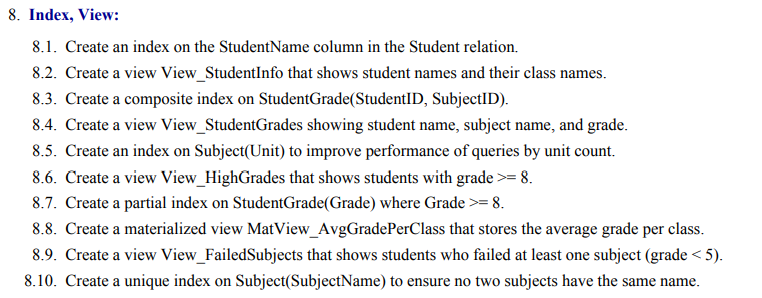 8. Index, View:
8.1. Create an index on the StudentName column in the Student relation.
8.2. Create a view View_StudentInfo that shows student names and their class names.
8.3. Create a composite index on StudentGrade(StudentID, SubjectID).
8.4. Create a view View_StudentGrades showing student name, subject name, and grade.
8.5. Create an index on Subject(Unit) to improve performance of queries by unit count.
8.6. Create a view View_HighGrades that shows students with grade >= 8.
8.7. Create a partial index on StudentGrade(Grade) where Grade >= 8.
8.8. Create a materialized view MatView_AvgGradePerClass that stores the average grade per class.
8.9. Create a view View_FailedSubjects that shows students who failed at least one subject (grade < 5).
8.10. Create a unique index on Subject(SubjectName) to ensure no two subjects have the same name.